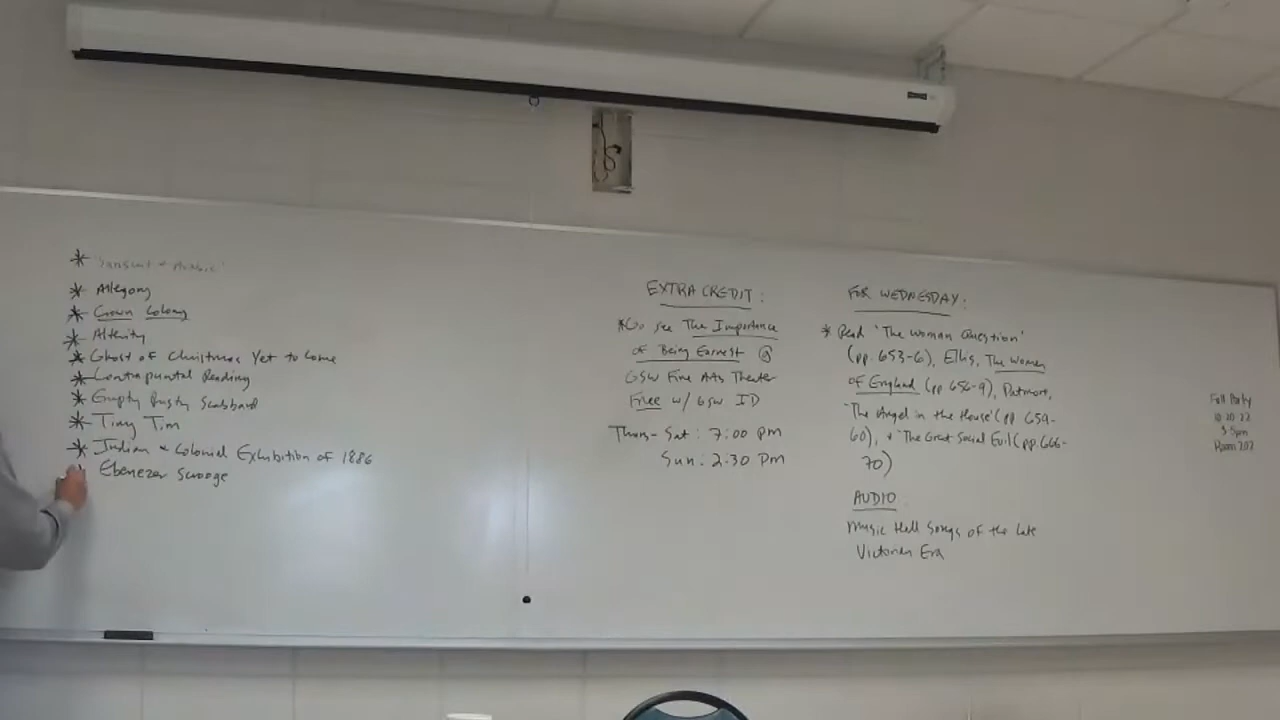 * "Sanscrit & Arabic"
* Allegory
* Crown Colony
* Alterity
* Ghost of Christmas Yet to Come
* Contrapuntal Reading
* Empty Rusty Scabbard
* Tiny Tim
* Indian & Colonial Exhibition of 1886
* Ebenezer Scrooge
EXTRA CREDIT:
*Go see The Importance
of Being Earnest @
GSW Fine Arts Theater
Free w/ GSW ID
Thurs-Sat: 7:00 pm
Sun: 2:30 pm
FOR WEDNESDAY:
* Read "The Woman Question"
(pp. 653-6), Ellis, The Women
of England (pp 656-9), Patmore,
"The Angel in the House" (pp 659-
60), + "The Great Social Evil" (pp. 666-
70)
AUDIO
Music Hall Songs of the Late
Victorian Era
Fall Party
10.20.22
3 5pm
Room 202